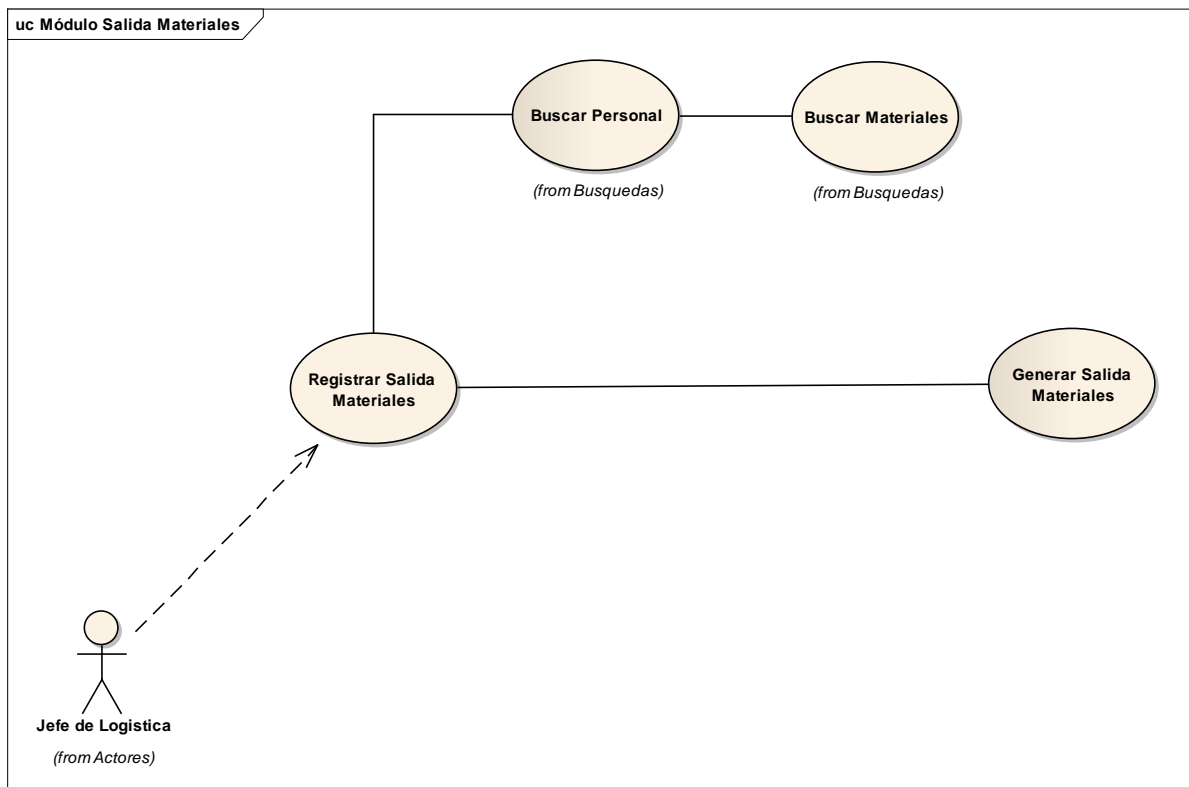 uc Módulo Salida Materiales
Buscar Personal
(from Busquedas)
Buscar Materiales
(from Busquedas)
Registrar Salida
Materiales
Generar Salida
Materiales
Jefe de Logistica
(from Actores)